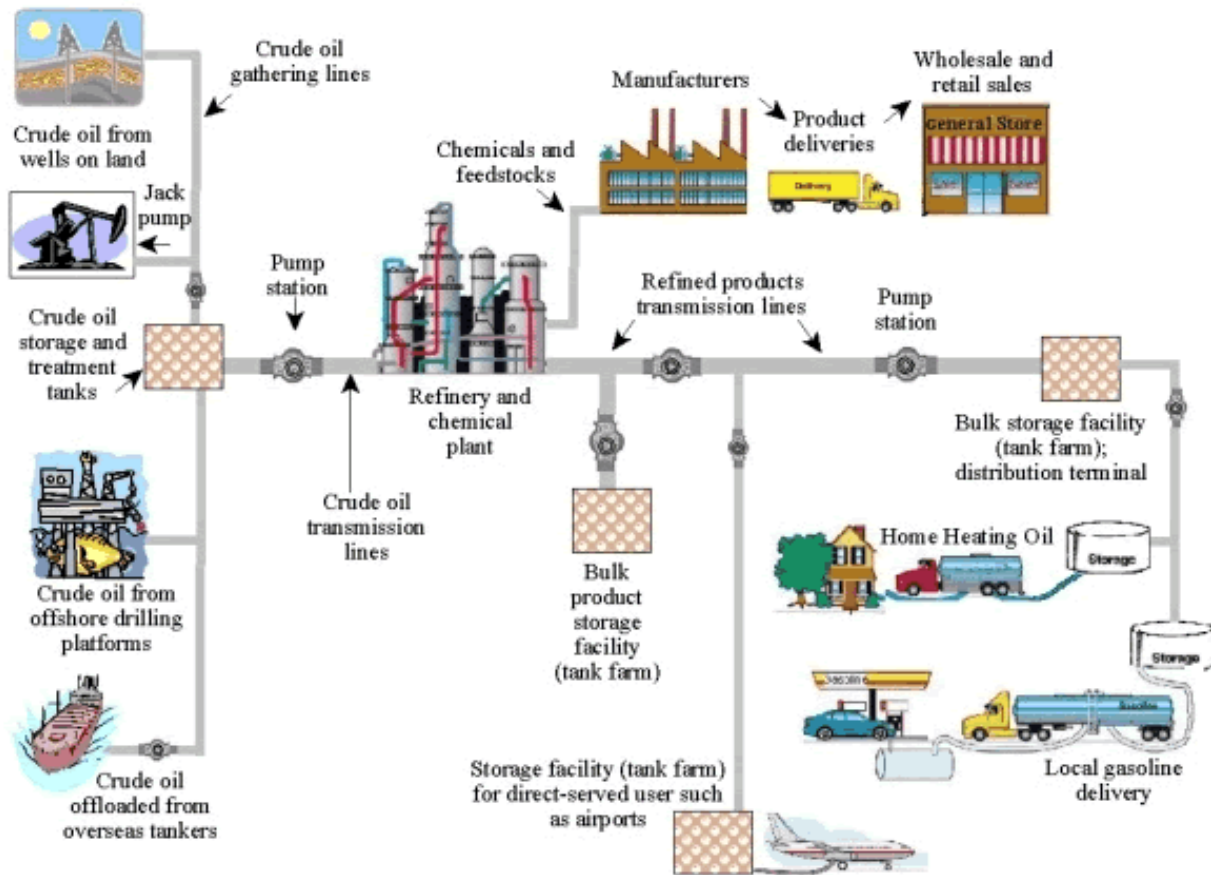 Crude oil
gathering lines
Crude oil from
wells on land
Jack
pump
Crude oil
storage and
treatment
tanks
Pump
station
Crude oil
transmission
lines
Crude oil from
offshore drilling
platforms
Crude oil
offloaded from
overseas tankers
Refinery and
chemical
plant
Chemicals and
feedstocks
Manufacturers
Product
deliveries
Delivery
Wholesale and
retail sales
General Store
Refined products
transmission lines
Pump
station
Bulk
product
storage
facility
(tank farm)
Bulk storage facility
(tank farm);
distribution terminal
Home Heating Oil
Storage
Storage
Gasoline
Gasoline
Local gasoline
delivery
Storage facility (tank farm)
for direct-served user such
as airports